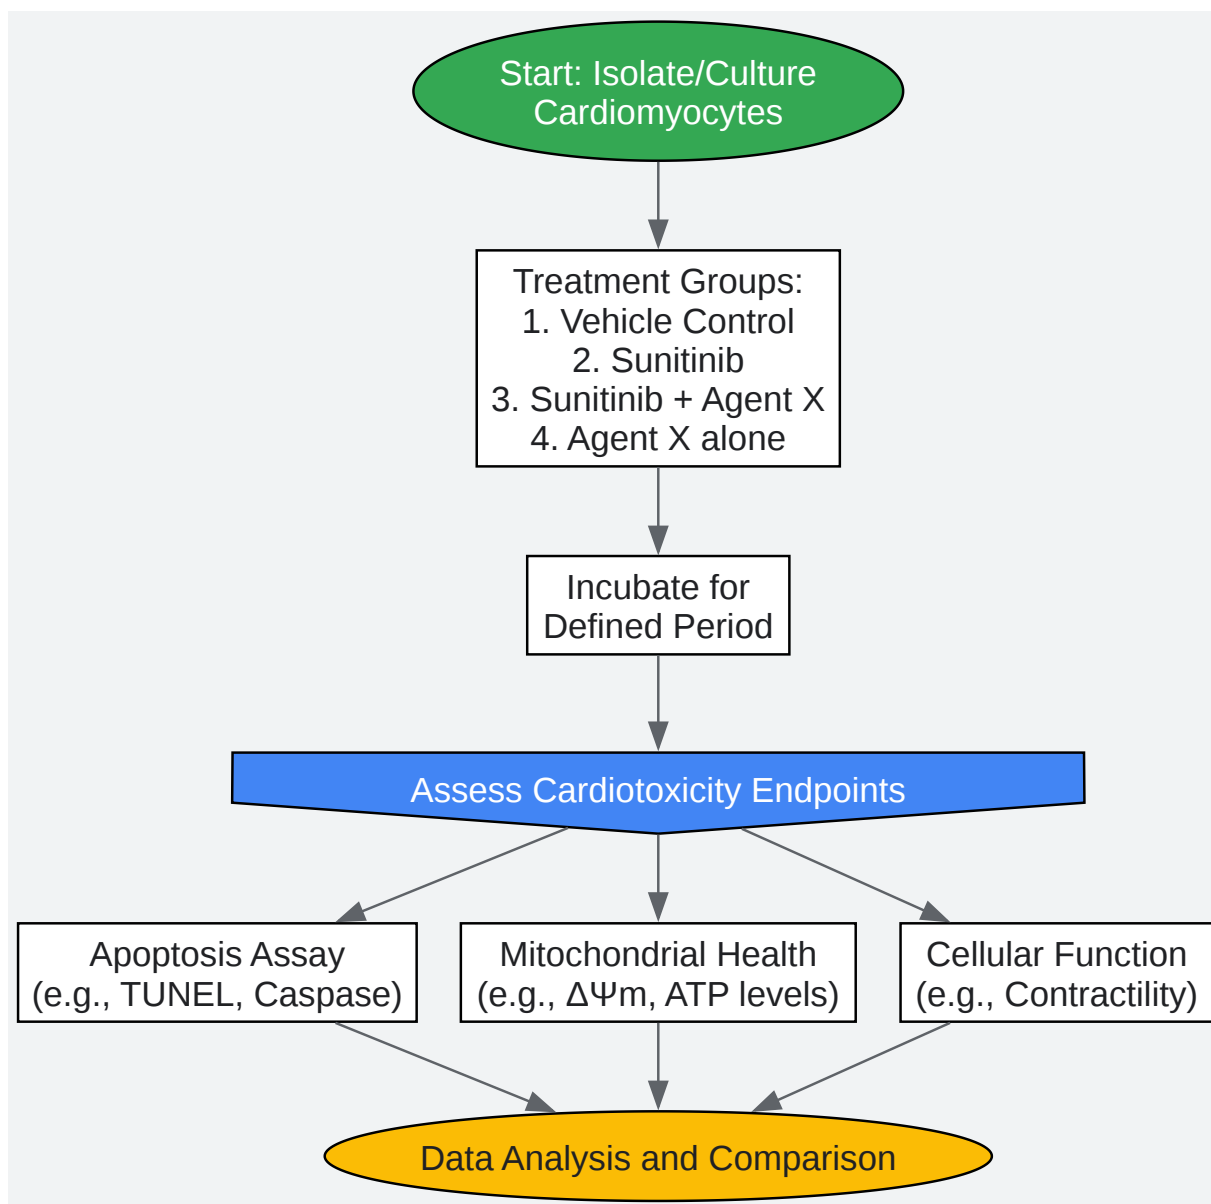 Start: Isolate/Culture
Cardiomyocytes
Treatment Groups:
1. Vehicle Control
2. Sunitinib
3. Sunitinib + Agent X
4. Agent X alone
Incubate for
Defined Period
Assess Cardiotoxicity Endpoints
Apoptosis Assay
(e.g., TUNEL, Caspase)
Mitochondrial Health
(e.g., ΔΨm, ATP levels)
Cellular Function
(e.g., Contractility)
Data Analysis and Comparison